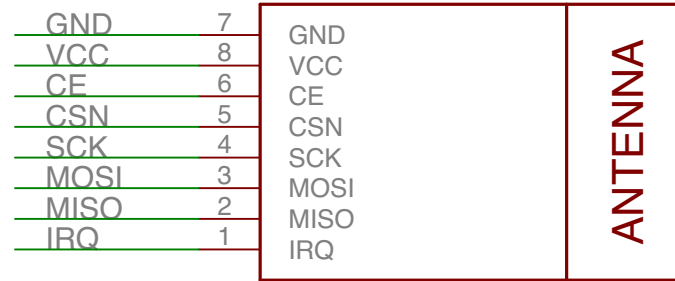 GND 7 GND
VCC 8 VCC
CE 6 CE
CSN 5 CSN
SCK 4 SCK
MOSI 3 MOSI
MISO 2 MISO
IRQ 1 IRQ
ANTENNA